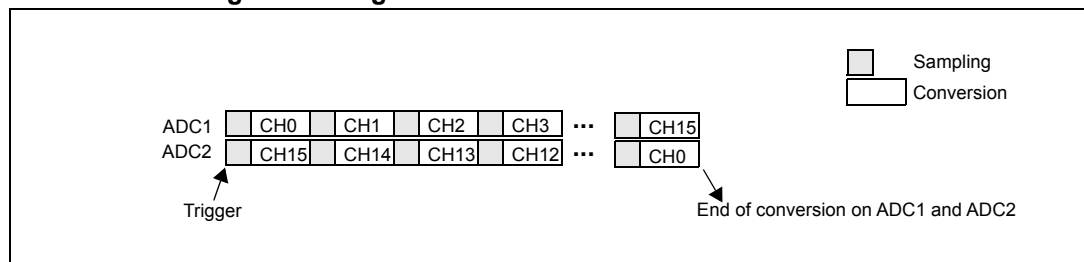 Sampling
Conversion
ADC1 CH0 CH1 CH2 CH3 ... CH15
ADC2 CH15 CH14 CH13 CH12 ... CH0
Trigger
End of conversion on ADC1 and ADC2